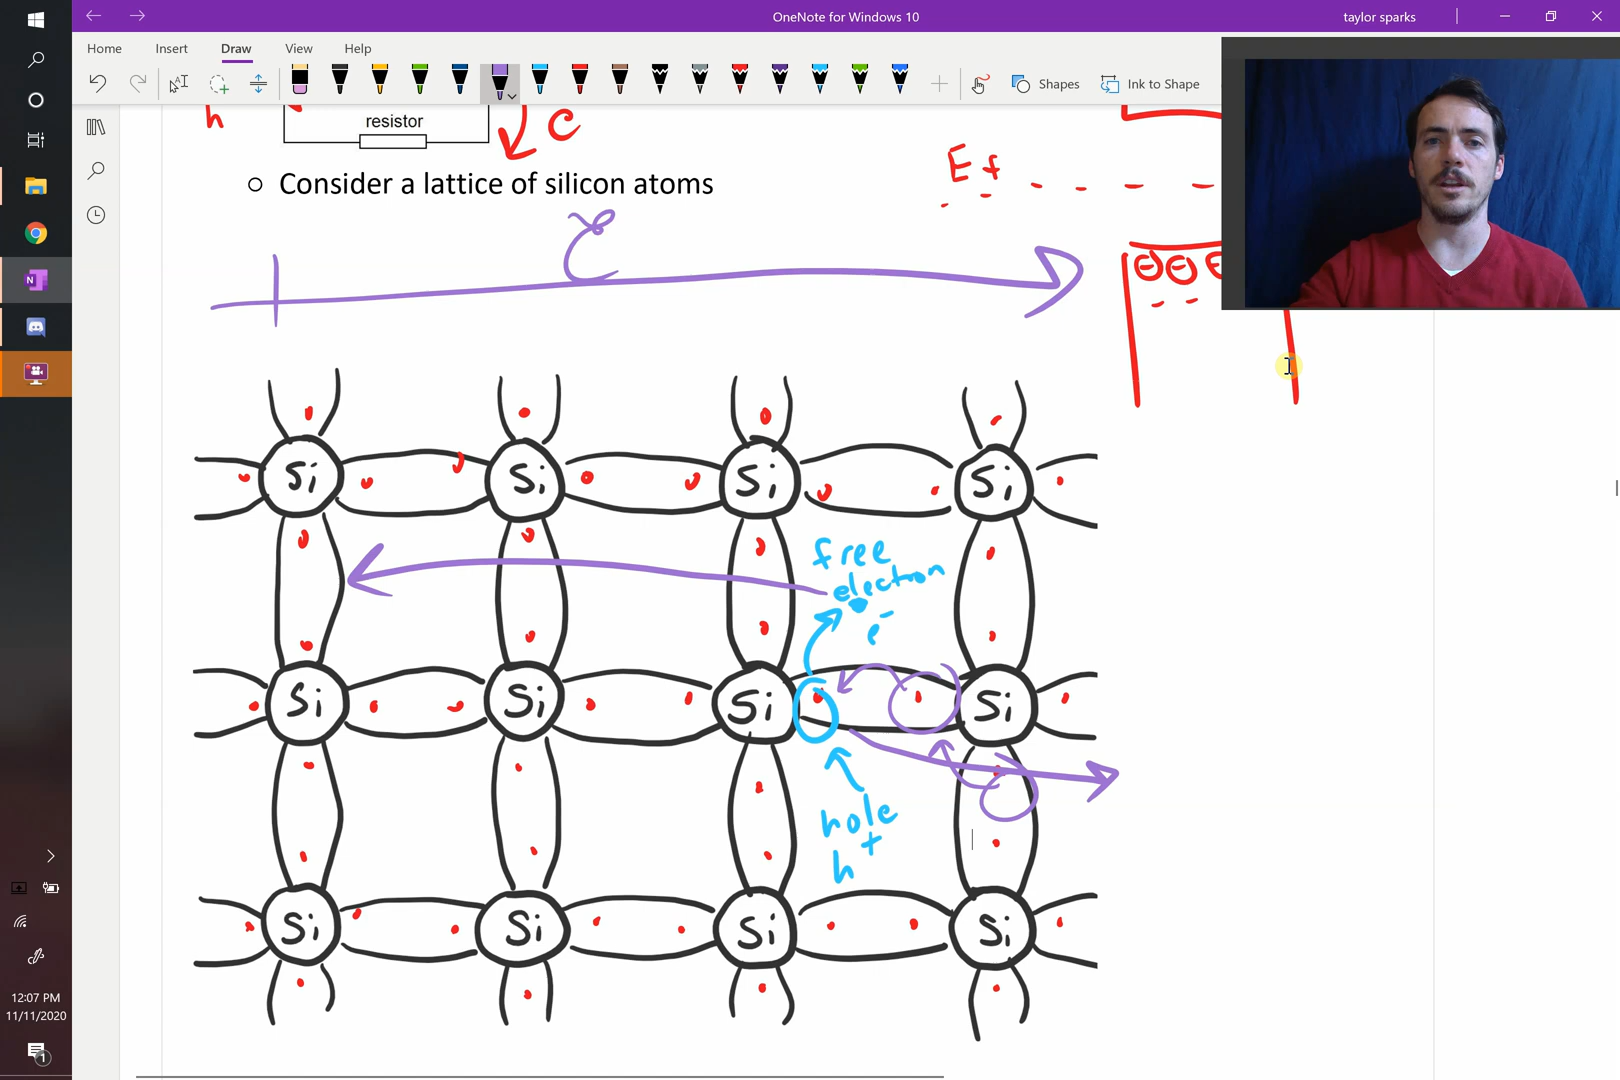 OneNote for Windows 10
taylor sparks
Home Insert Draw View Help
Shapes
Ink to Shape
h
resistor
C
Ef
Consider a lattice of silicon atoms
Si Si Si Si
free
electron
e-
Si Si Si Si
hole
h+
Si Si Si Si
12:07 PM
11/11/2020
1